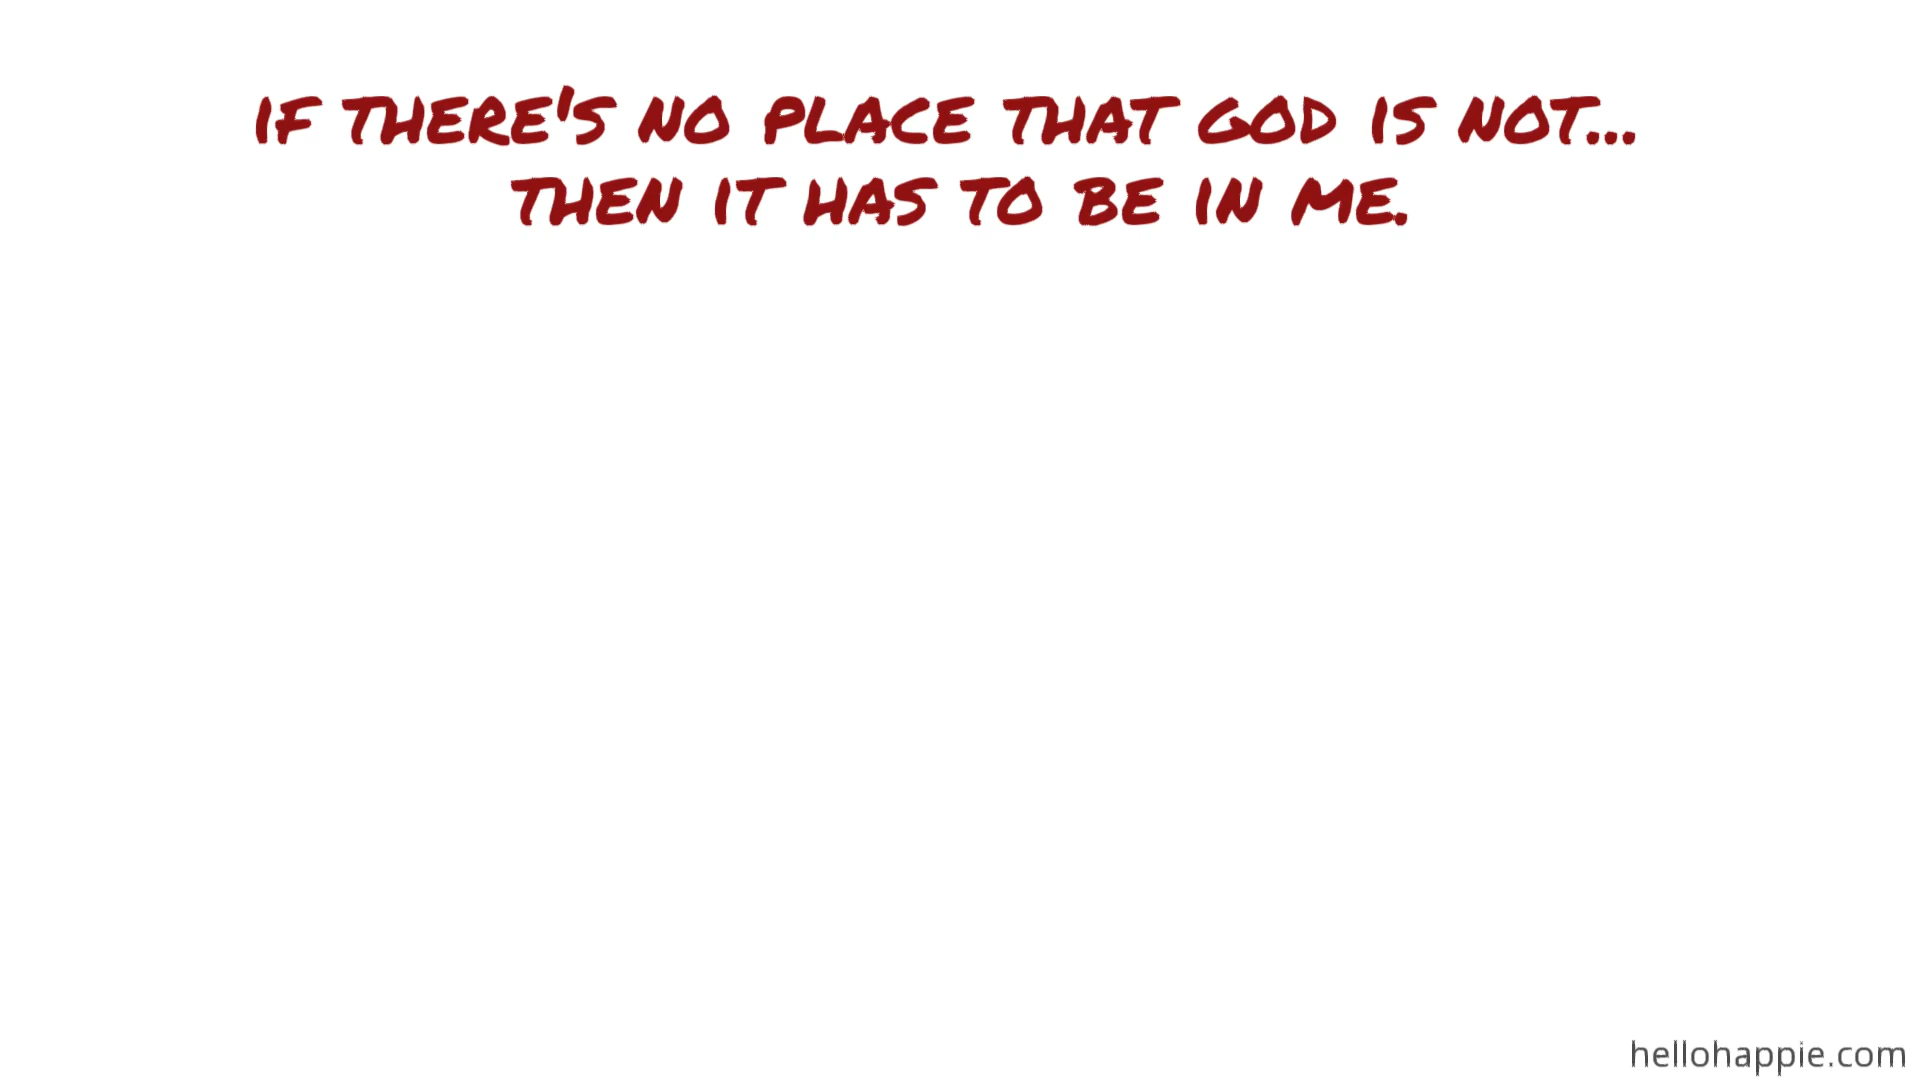 IF THERE'S NO PLACE THAT GOD IS NOT...
THEN IT HAS TO BE IN ME.
hellohappie.com